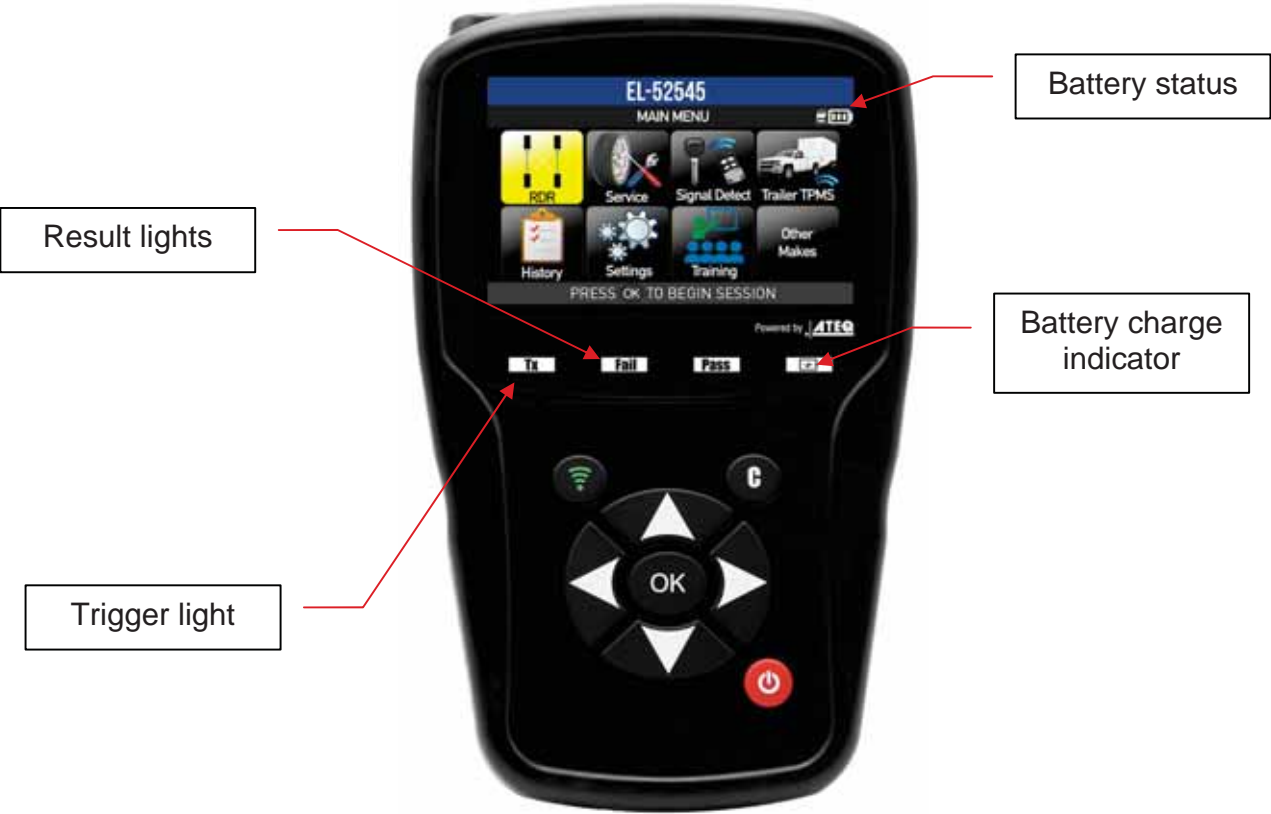 EL-52545
Battery status
MAIN MENU
RDR
Service
Signal Detect
Trailer TPMS
Result lights
History
Settings
Training
Other
Makes
PRESS OK TO BEGIN SESSION
Battery charge
indicator
Powered by ATEQ
Tx
Fail
Pass
C
OK
Trigger light